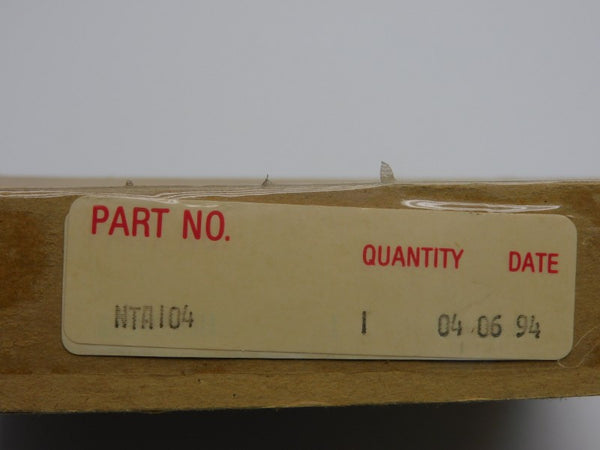 PART NO.
QUANTITY DATE
NTA104 1 04 06 94